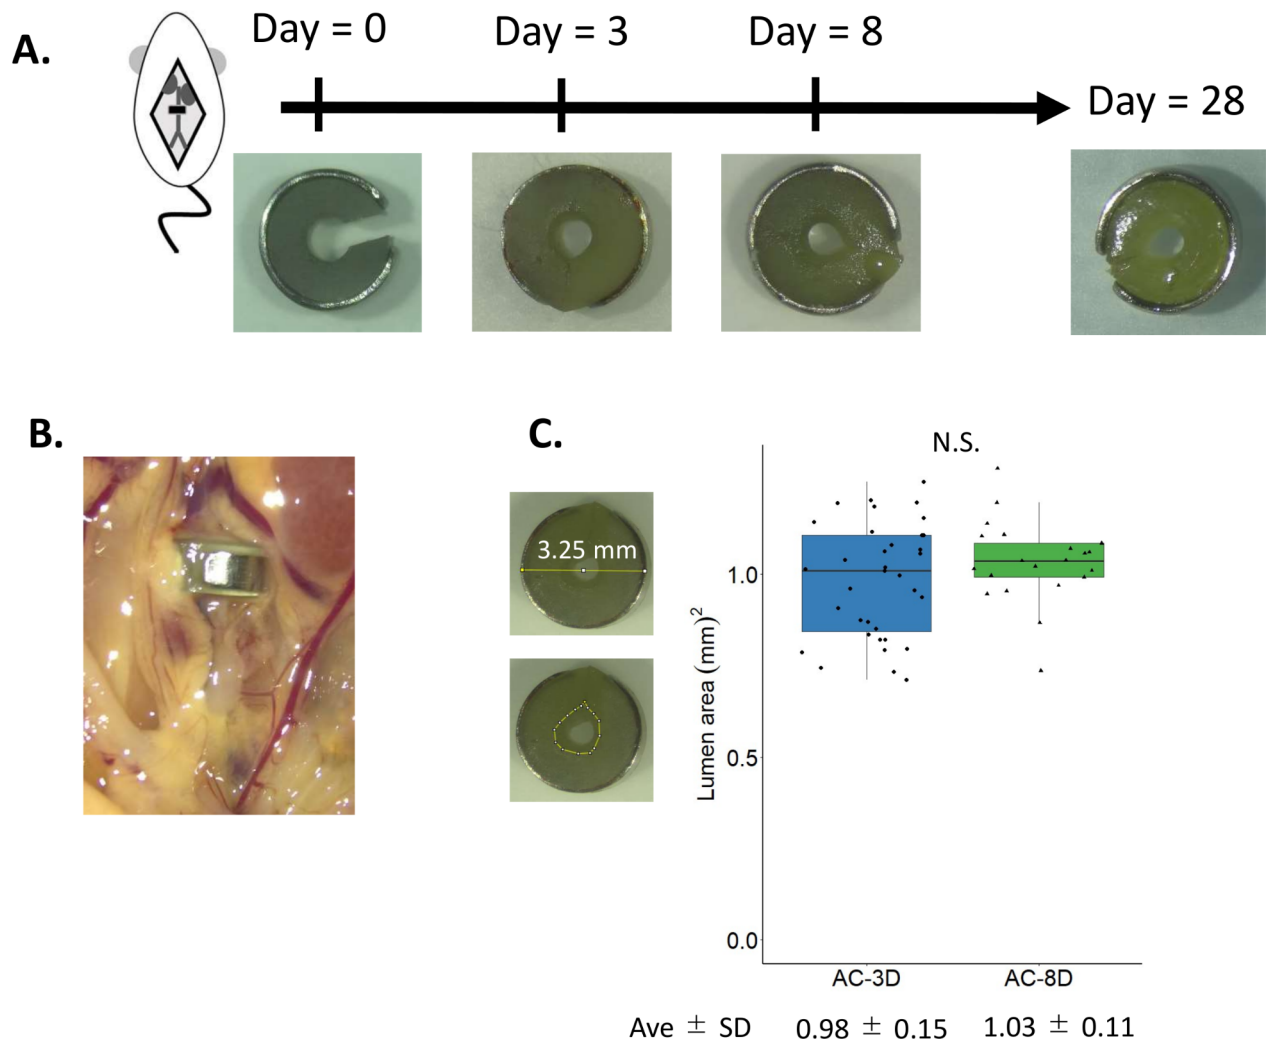 A.
Day = 0
Day = 3
Day = 8
Day = 28
B.
C.
3.25 mm
N.S.
Lumen area (mm)²
1.0
0.5
0.0
AC-3D
AC-8D
Ave ± SD
0.98 ± 0.15
1.03 ± 0.11